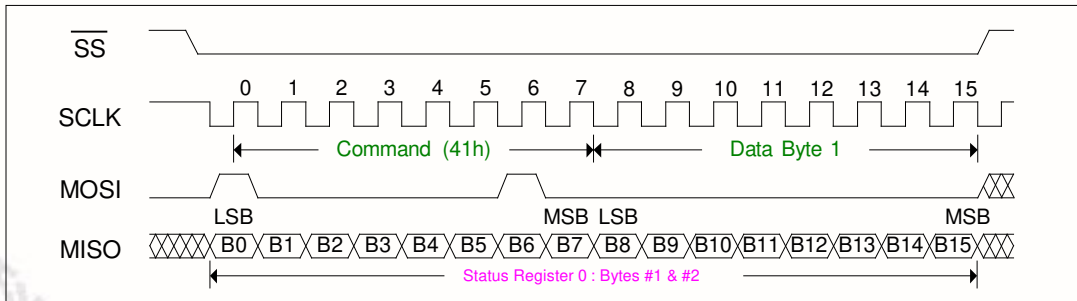 SS
0 1 2 3 4 5 6 7 8 9 10 11 12 13 14 15
SCLK
Command (41h) Data Byte 1
MOSI
LSB MSB LSB MSB
MISO B0 B1 B2 B3 B4 B5 B6 B7 B8 B9 B10 B11 B12 B13 B14 B15
Status Register 0 : Bytes #1 & #2